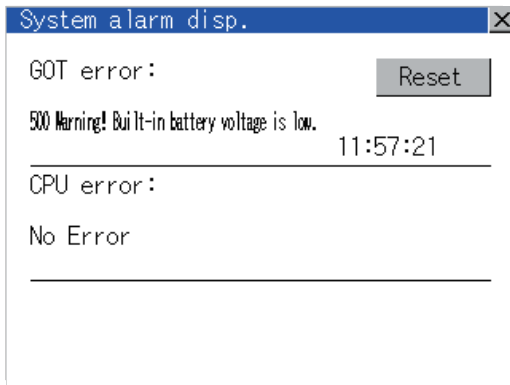 System alarm disp.
GOT error:
Reset
500 Warning! Built-in battery voltage is low.
11:57:21
CPU error:
No Error